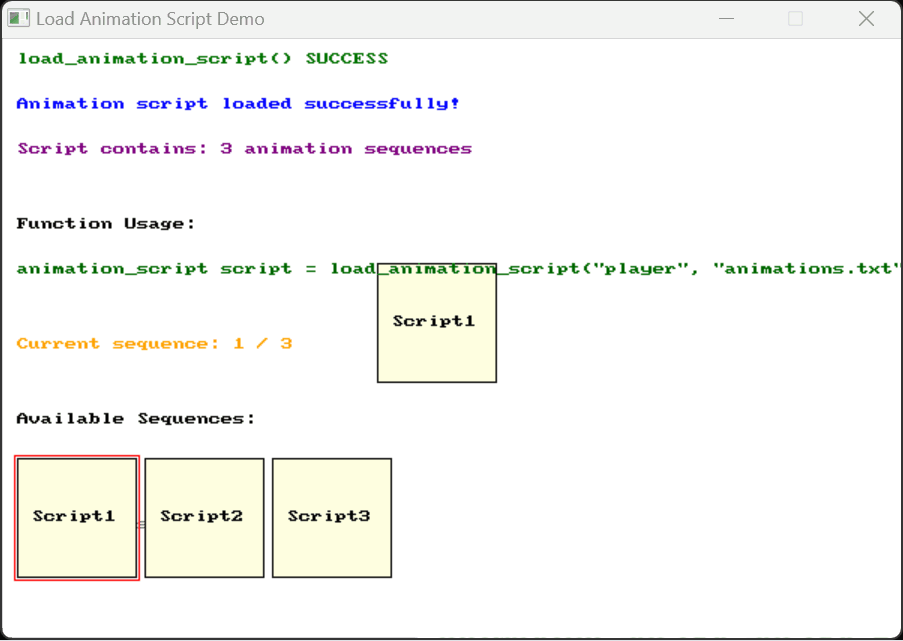 Load Animation Script Demo
load_animation_script() SUCCESS
Animation script loaded successfully!
Script contains: 3 animation sequences
Function Usage:
animation_script script = load_animation_script("player", "animations.txt"
Script1
Current sequence: 1 / 3
Available Sequences:
Script1 Script2 Script3